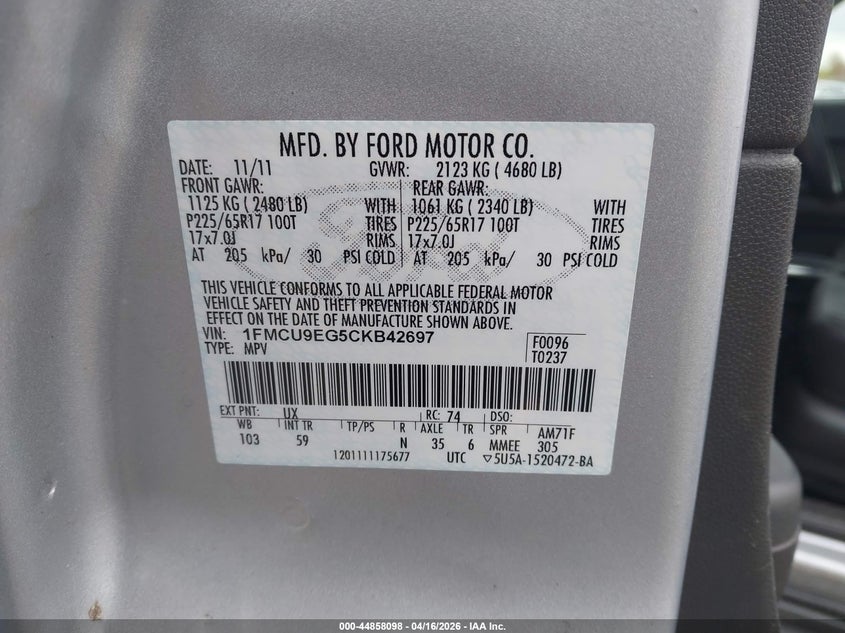 MFD. BY FORD MOTOR CO.
DATE: 11/11 GVWR: 2123 KG ( 4680 LB)
FRONT GAWR: REAR GAWR:
1125 KG ( 2480 LB) WITH 1061 KG ( 2340 LB) WITH
P225/65R17 100T TIRES P225/65R17 100T TIRES
17x7.0J RIMS 17x7.0J RIMS
AT 205 kPa/ 30 PSI COLD AT 205 kPa/ 30 PSI COLD
Ford
THIS VEHICLE CONFORMS TO ALL APPLICABLE FEDERAL MOTOR
VEHICLE SAFETY AND THEFT PREVENTION STANDARDS IN
EFFECT ON THE DATE OF MANUFACTURE SHOWN ABOVE.
VIN: 1FMCU9EG5CKB42697 F0096
TYPE: MPV T0237
EXT PNT: UX RC: 74 DSO:
WB INT TR TP/PS R AXLE TR SPR AM71F
103 59 N 35 6 MMEE 305
1201111175677 UTC ▽5U5A-1520472-BA
000-44858098 - 04/16/2026 - IAA Inc.